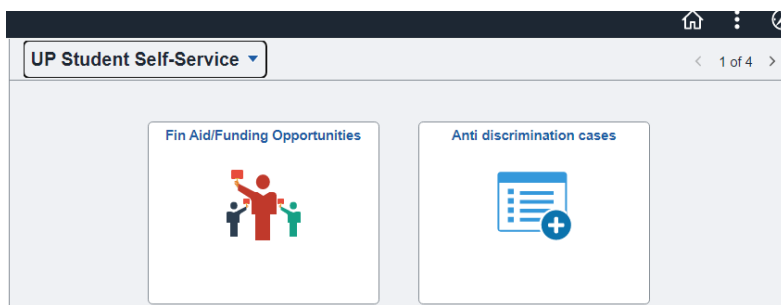 UP Student Self-Service
1 of 4
Fin Aid/Funding Opportunities
Anti discrimination cases